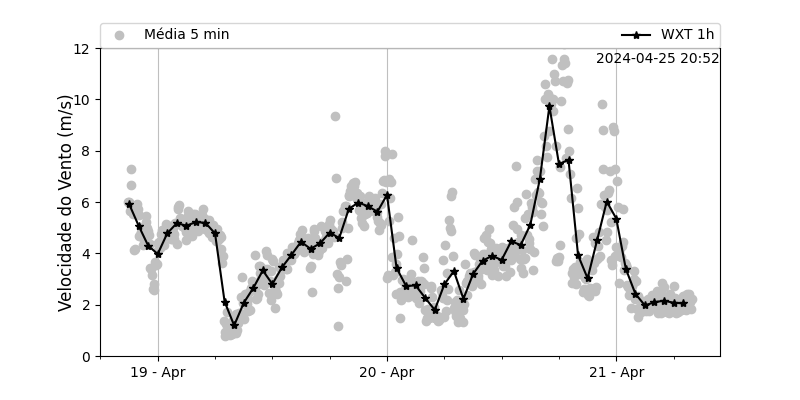 Média 5 min
WXT 1h
2024-04-25 20:52
Velocidade do Vento (m/s)
12
10
8
6
4
2
0
19 - Apr
20 - Apr
21 - Apr